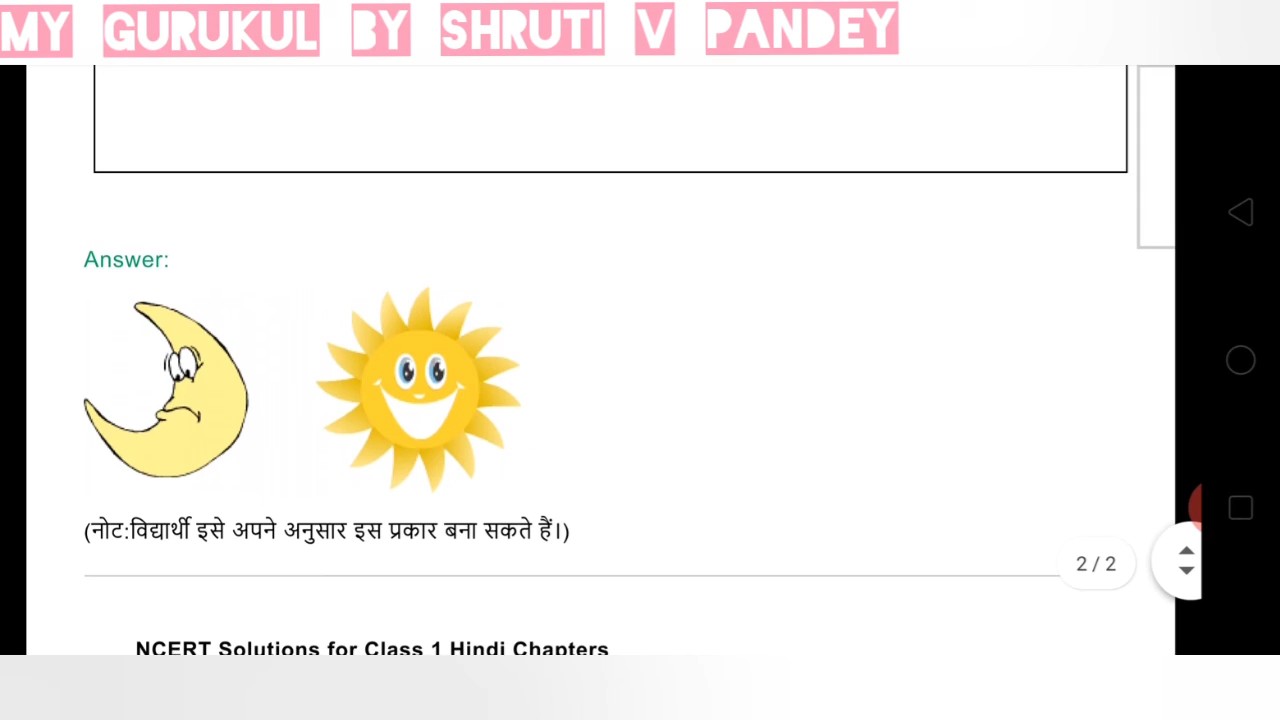 MY GURUKUL BY SHRUTI V PANDEY
Answer:
(नोट:विद्यार्थी इसे अपने अनुसार इस प्रकार बना सकते हैं।)
2 / 2
NCERT Solutions for Class 1 Hindi Chapters